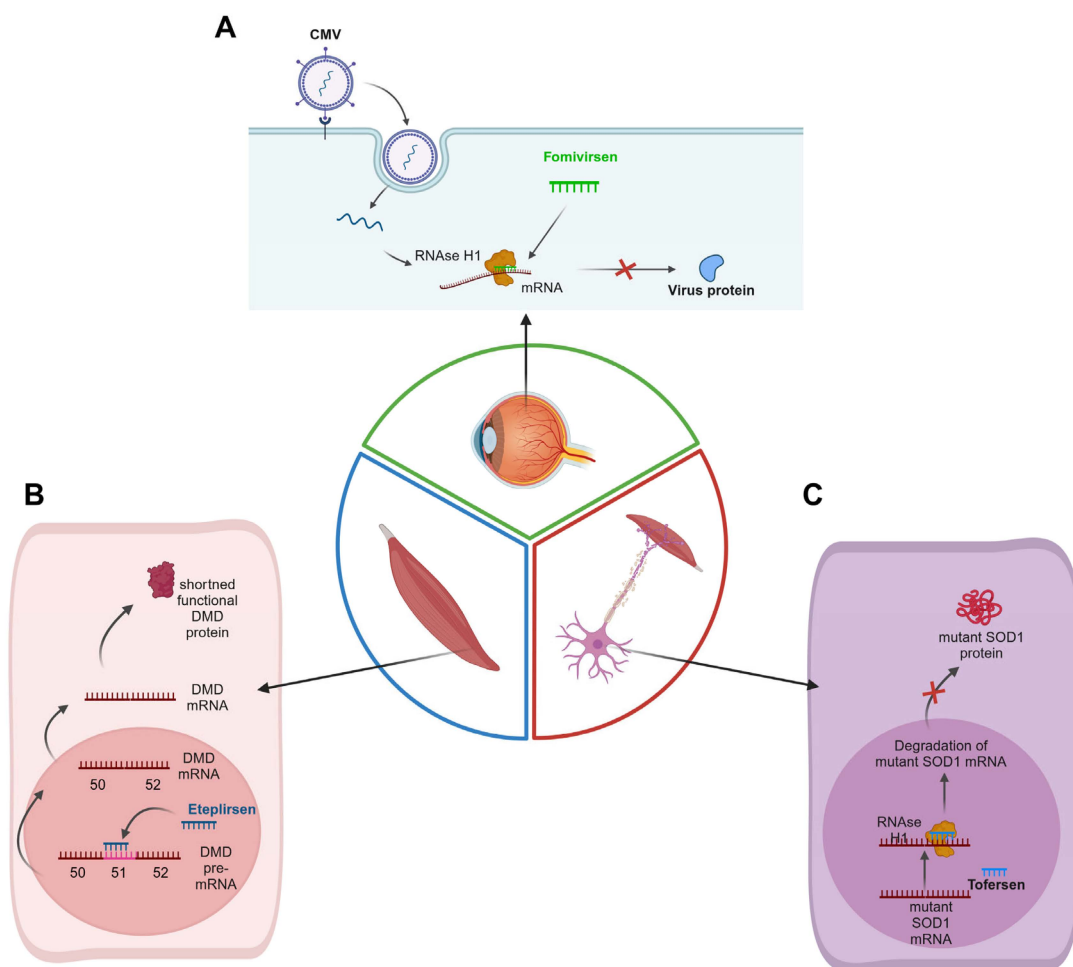 A
CMV
Fomivirsen
RNAse H1
mRNA
Virus protein
B
shortned
functional
DMD
protein
DMD
mRNA
DMD
mRNA
50 52
Eteplirsen
DMD
pre-
mRNA
50 51 52
C
mutant SOD1
protein
Degradation of
mutant SOD1 mRNA
RNAse
H1
Tofersen
mutant
SOD1
mRNA